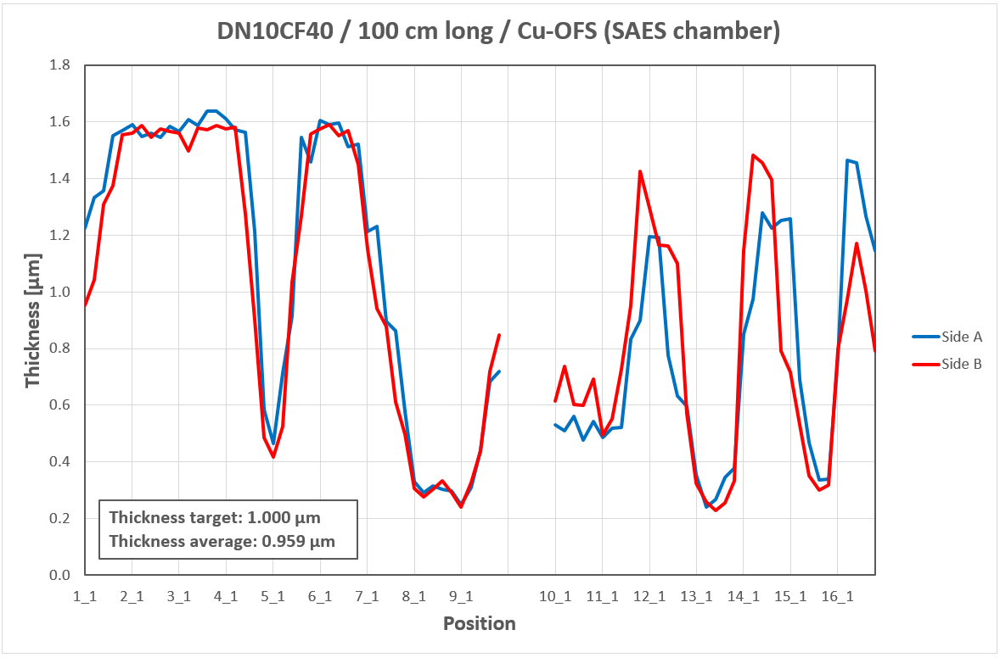 DN10CF40 / 100 cm long / Cu-OFS (SAES chamber)
1.8
1.6
1.4
1.2
1.0
0.8
0.6
0.4
0.2
0.0
Thickness [µm]
Side A
Side B
Thickness target: 1.000 µm
Thickness average: 0.959 µm
1_1 2_1 3_1 4_1 5_1 6_1 7_1 8_1 9_1 10_1 11_1 12_1 13_1 14_1 15_1 16_1
Position